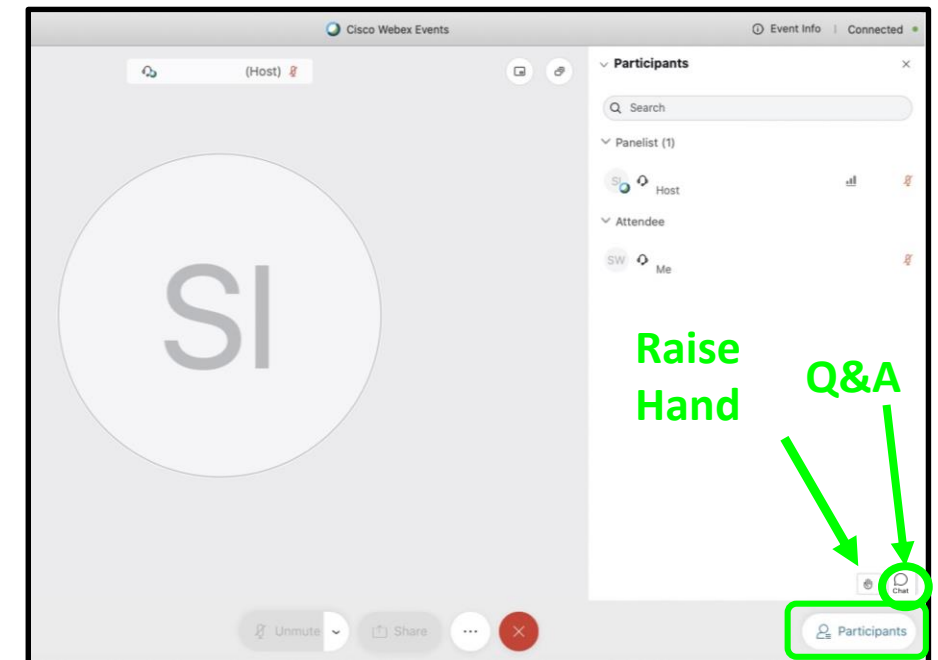 Cisco Webex Events
Event Info | Connected
(Host)
Participants
Search
Panelist (1)
SI
Host
Attendee
SW
Me
SI
Raise
Hand
Q&A
Chat
Unmute
Share
Participants